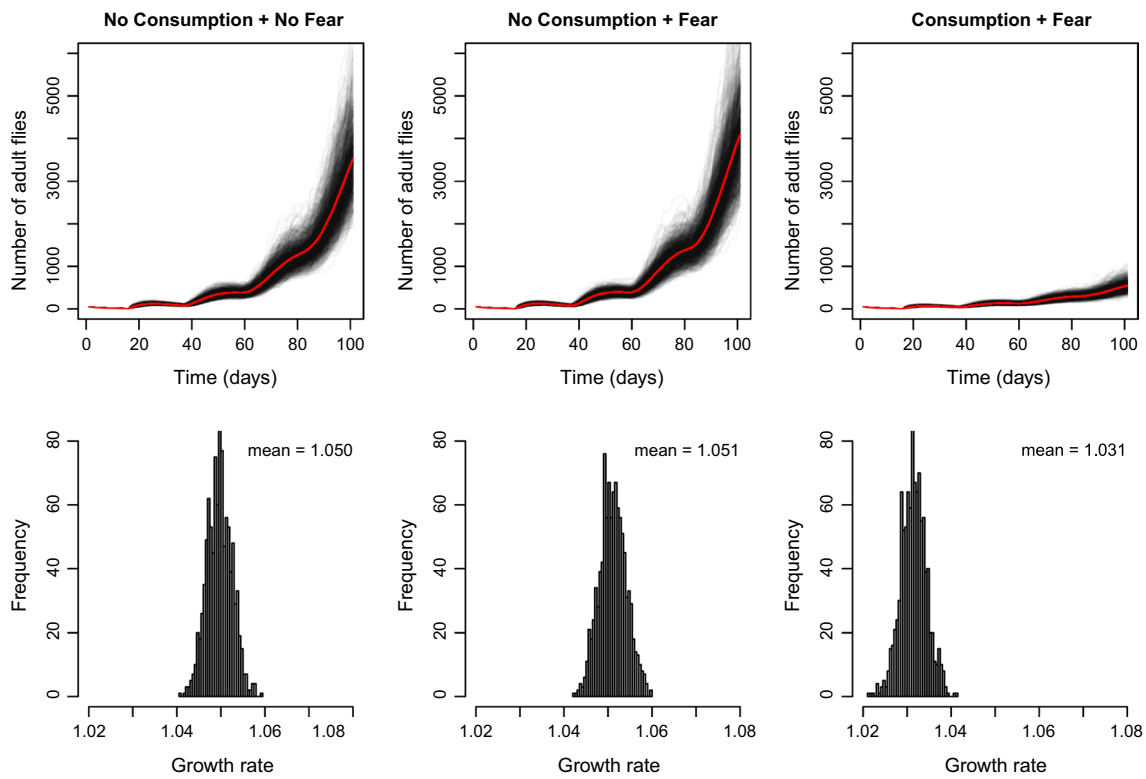 No Consumption + No Fear
No Consumption + Fear
Consumption + Fear
Number of adult flies
0 1000 3000 5000
0 20 40 60 80 100
Time (days)
Number of adult flies
0 1000 3000 5000
0 20 40 60 80 100
Time (days)
Number of adult flies
0 1000 3000 5000
0 20 40 60 80 100
Time (days)
Frequency
0 20 40 60 80
mean = 1.050
1.02 1.04 1.06 1.08
Growth rate
Frequency
0 20 40 60 80
mean = 1.051
1.02 1.04 1.06 1.08
Growth rate
Frequency
0 20 40 60 80
mean = 1.031
1.02 1.04 1.06 1.08
Growth rate